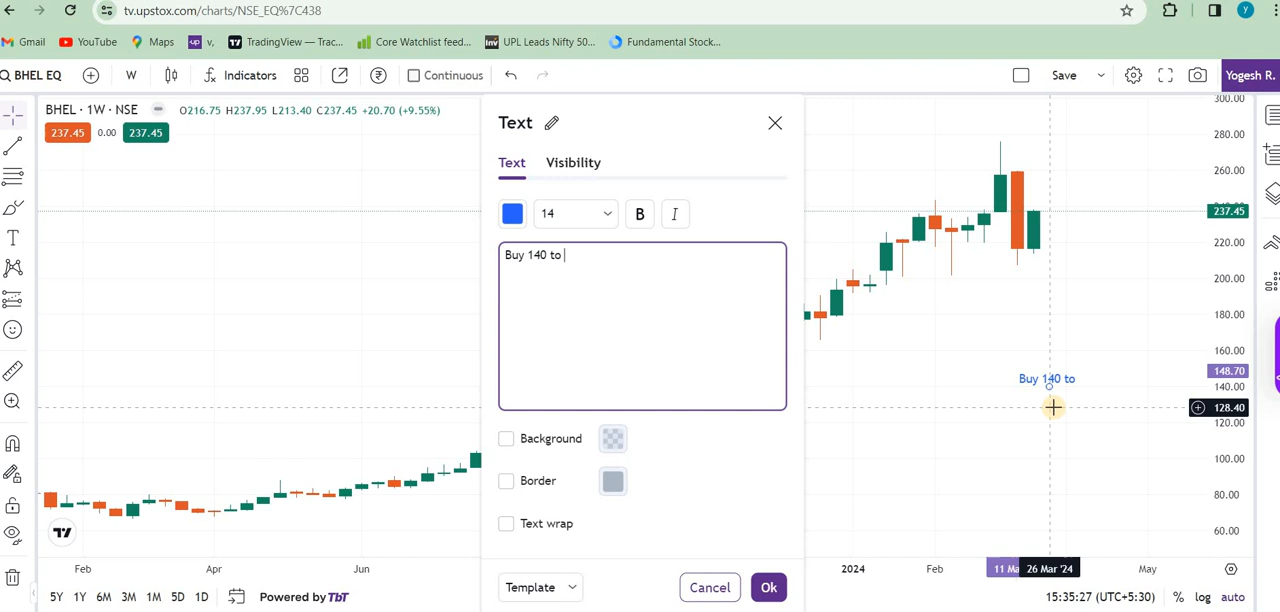 tv.upstox.com/charts/NSE_EQ%7C438
y
Gmail
YouTube
Maps
up v,
TradingView — Trac...
Core Watchlist feed...
Inv UPL Leads Nifty 50...
Fundamental Stock...
BHEL EQ
W
Indicators
Continuous
Save
Yogesh R.
BHEL · 1W · NSE
O216.75 H237.95 L213.40 C237.45 +20.70 (+9.55%)
237.45 0.00 237.45
Text
Text
Visibility
14
B
I
Buy 140 to
Background
Border
Text wrap
Template
Cancel
Ok
Buy 140 to
300.00
280.00
260.00
237.45
220.00
200.00
180.00
160.00
148.70
140.00
128.40
120.00
100.00
80.00
60.00
Feb
Apr
Jun
2024
Feb
11 Ma
26 Mar '24
May
5Y 1Y 6M 3M 1M 5D 1D
Powered by TbT
15:35:27 (UTC+5:30)
% log auto